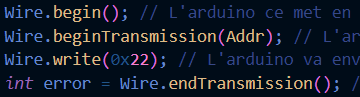 Wire.begin(); // L'arduino ce met en
Wire.beginTransmission(Addr); // L'ar
Wire.write(0x22); // L'arduino va env
int error = Wire.endTransmission(); /